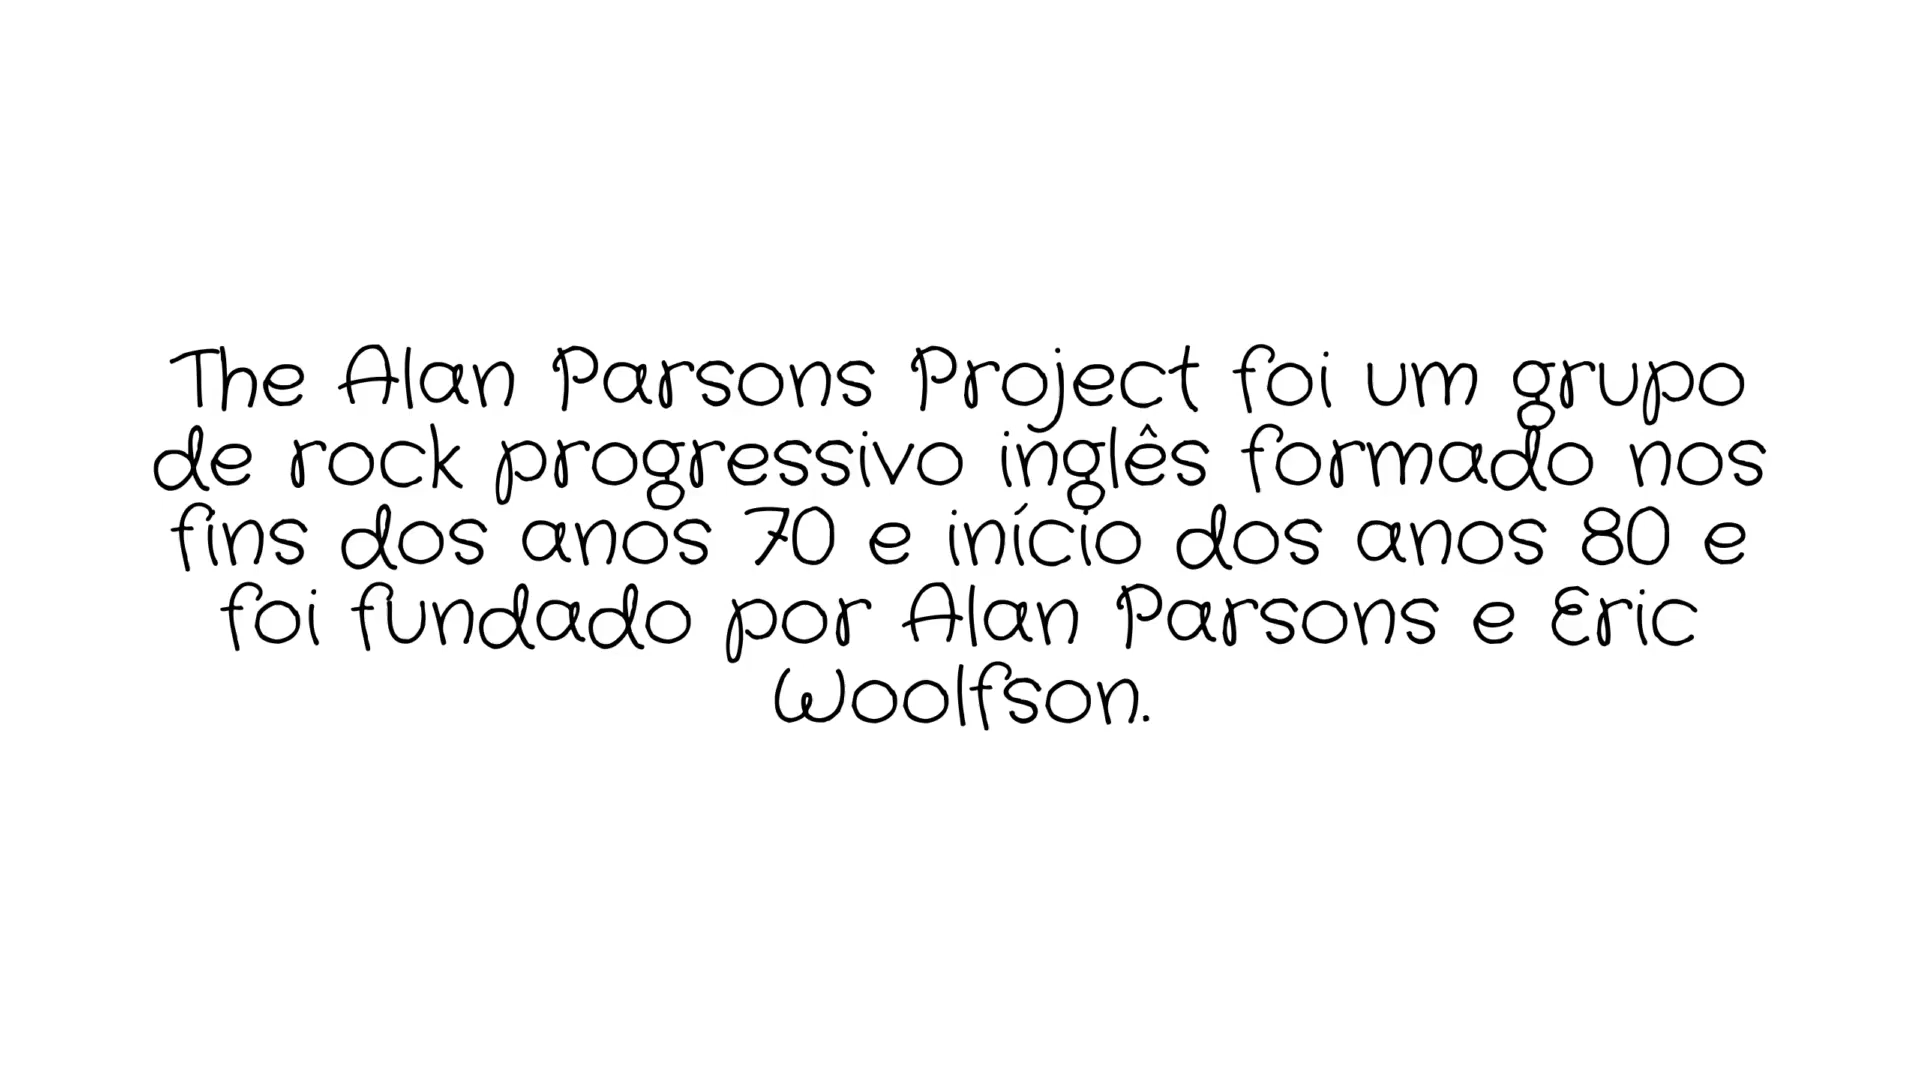 The Alan Parsons Project foi um grupo
de rock progressivo inglês formado nos
fins dos anos 70 e início dos anos 80 e
foi fundado por Alan Parsons e Eric
Woolfson.